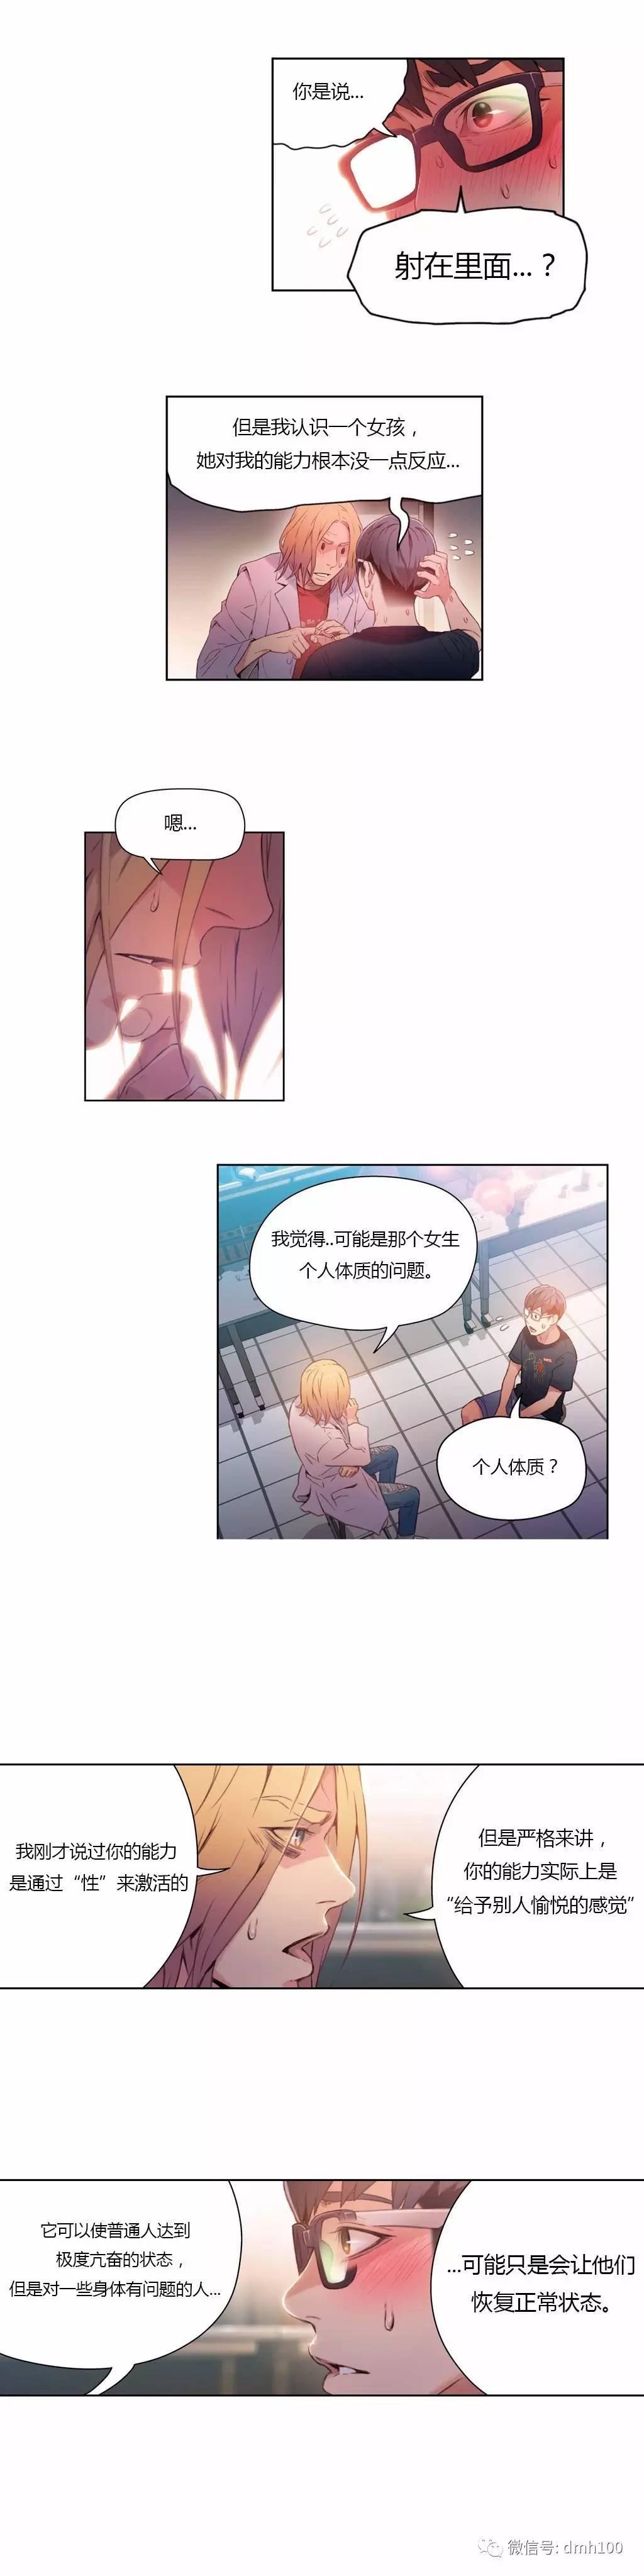 你是说...
射在里面...？
但是我认识一个女孩，
她对我的能力根本没一点反应...
嗯...
我觉得..可能是那个女生
个人体质的问题。
个人体质？
我刚才说过你的能力
是通过“性”来激活的
但是严格来讲，
你的能力实际上是
“给予别人愉悦的感觉”
它可以使普通人达到
极度亢奋的状态，
但是对一些身体有问题的人...
...可能只是会让他们
恢复正常状态。
微信号: dmh100